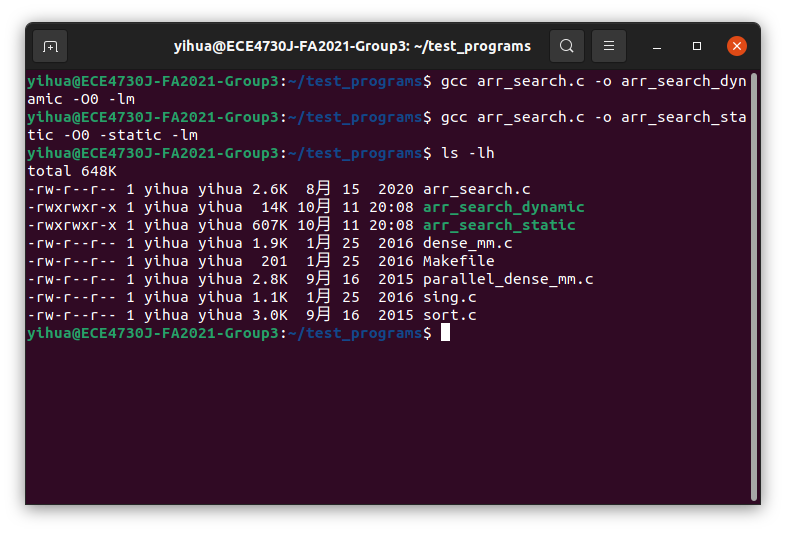 yihua@ECE4730J-FA2021-Group3: ~/test_programs
yihua@ECE4730J-FA2021-Group3:~/test_programs$ gcc arr_search.c -o arr_search_dyn
amic -O0 -lm
yihua@ECE4730J-FA2021-Group3:~/test_programs$ gcc arr_search.c -o arr_search_sta
tic -O0 -static -lm
yihua@ECE4730J-FA2021-Group3:~/test_programs$ ls -lh
total 648K
-rw-r--r-- 1 yihua yihua 2.6K  8月 15  2020 arr_search.c
-rwxrwxr-x 1 yihua yihua  14K 10月 11 20:08 arr_search_dynamic
-rwxrwxr-x 1 yihua yihua 607K 10月 11 20:08 arr_search_static
-rw-r--r-- 1 yihua yihua 1.9K  1月 25  2016 dense_mm.c
-rw-r--r-- 1 yihua yihua  201  1月 25  2016 Makefile
-rw-r--r-- 1 yihua yihua 2.8K  9月 16  2015 parallel_dense_mm.c
-rw-r--r-- 1 yihua yihua 1.1K  1月 25  2016 sing.c
-rw-r--r-- 1 yihua yihua 3.0K  9月 16  2015 sort.c
yihua@ECE4730J-FA2021-Group3:~/test_programs$